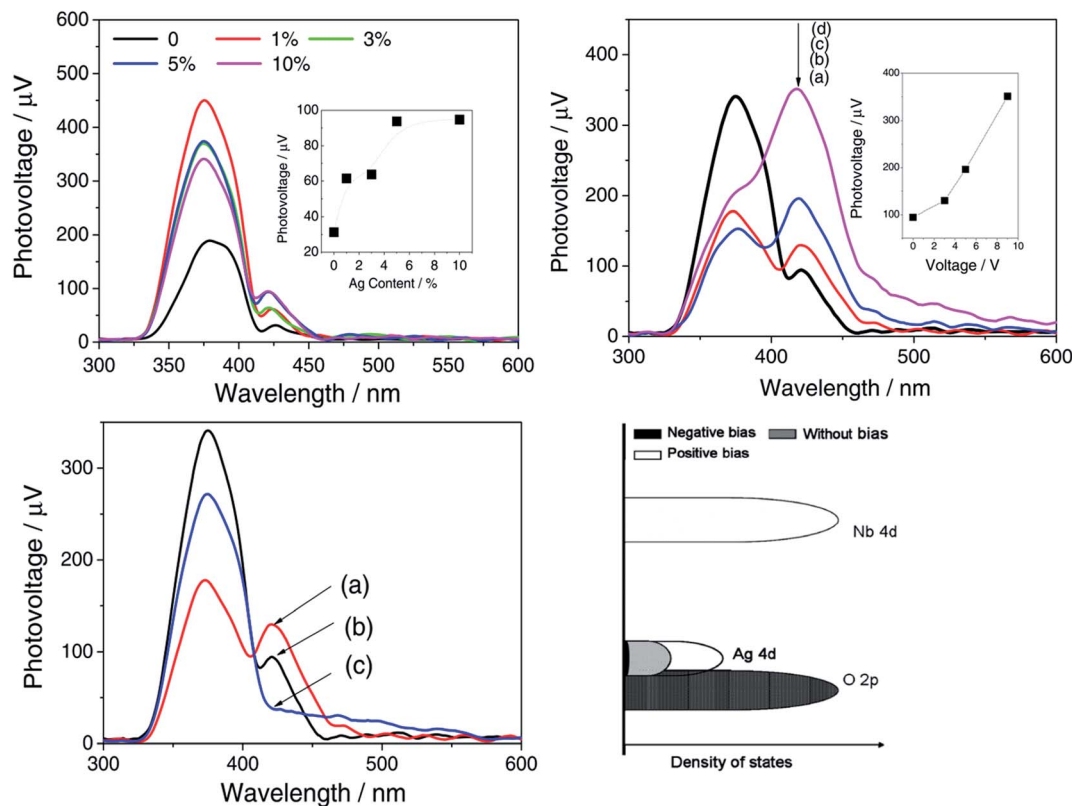 600
500
400
300
200
100
0
Photovoltage / μV
0 1% 3%
5% 10%
100
80
60
40
20
Photovoltage / μV
0 2 4 6 8 10
Ag Content / %
300 350 400 450 500 550 600
Wavelength / nm
400
300
200
100
0
Photovoltage / μV
(d)
(c)
(b)
(a)
400
300
200
100
Photovoltage / μV
0 2 4 6 8 10
Voltage / V
300 400 500 600
Wavelength / nm
300
200
100
0
Photovoltage / μV
(a)
(b)
(c)
300 400 500 600
Wavelength / nm
Negative bias Without bias
Positive bias
Nb 4d
Ag 4d
O 2p
Density of states